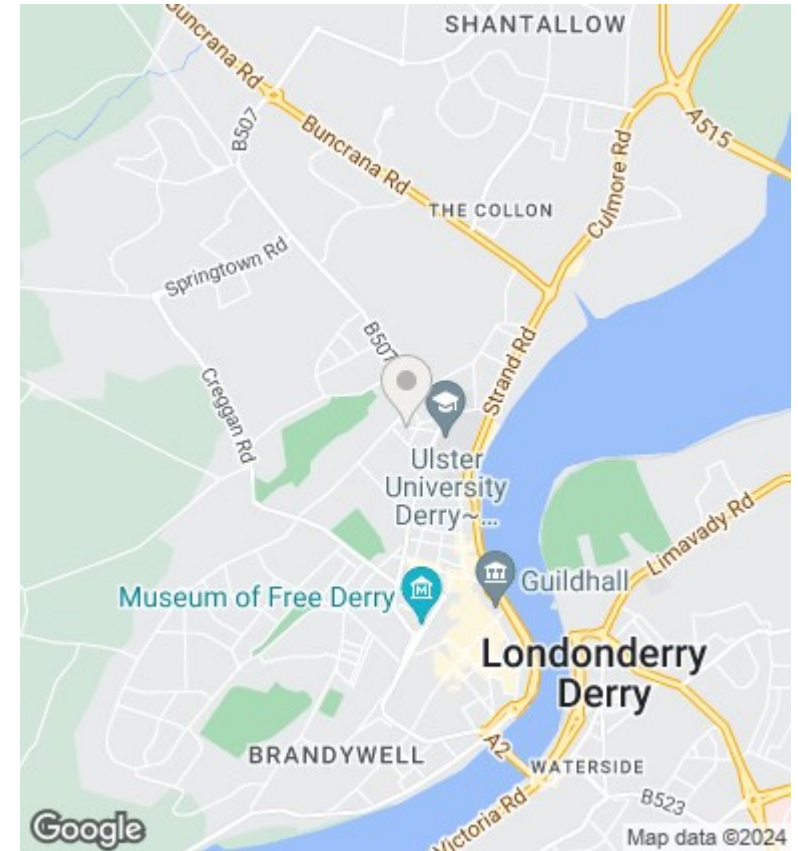 SHANTALLOW
Buncrana Rd
A515
B507
Buncrana Rd
Culmore Rd
THE COLLON
Springtown Rd
B507
Strand Rd
Creggan Rd
Ulster
University
Derry~...
Limavady Rd
Guildhall
Museum of Free Derry
M
Londonderry
Derry
A2
BRANDYWELL
WATERSIDE
B523
Victoria Rd
Google
Map data ©2024